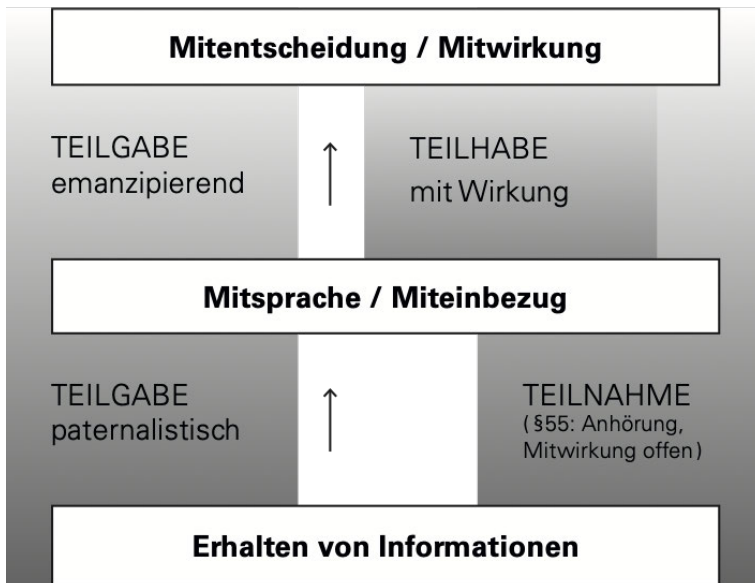 Mitentscheidung / Mitwirkung
TEILGABE
emanzipierend
TEILHABE
mit Wirkung
Mitsprache / Miteinbezug
TEILGABE
paternalistisch
TEILNAHME
(§55: Anhörung,
Mitwirkung offen)
Erhalten von Informationen